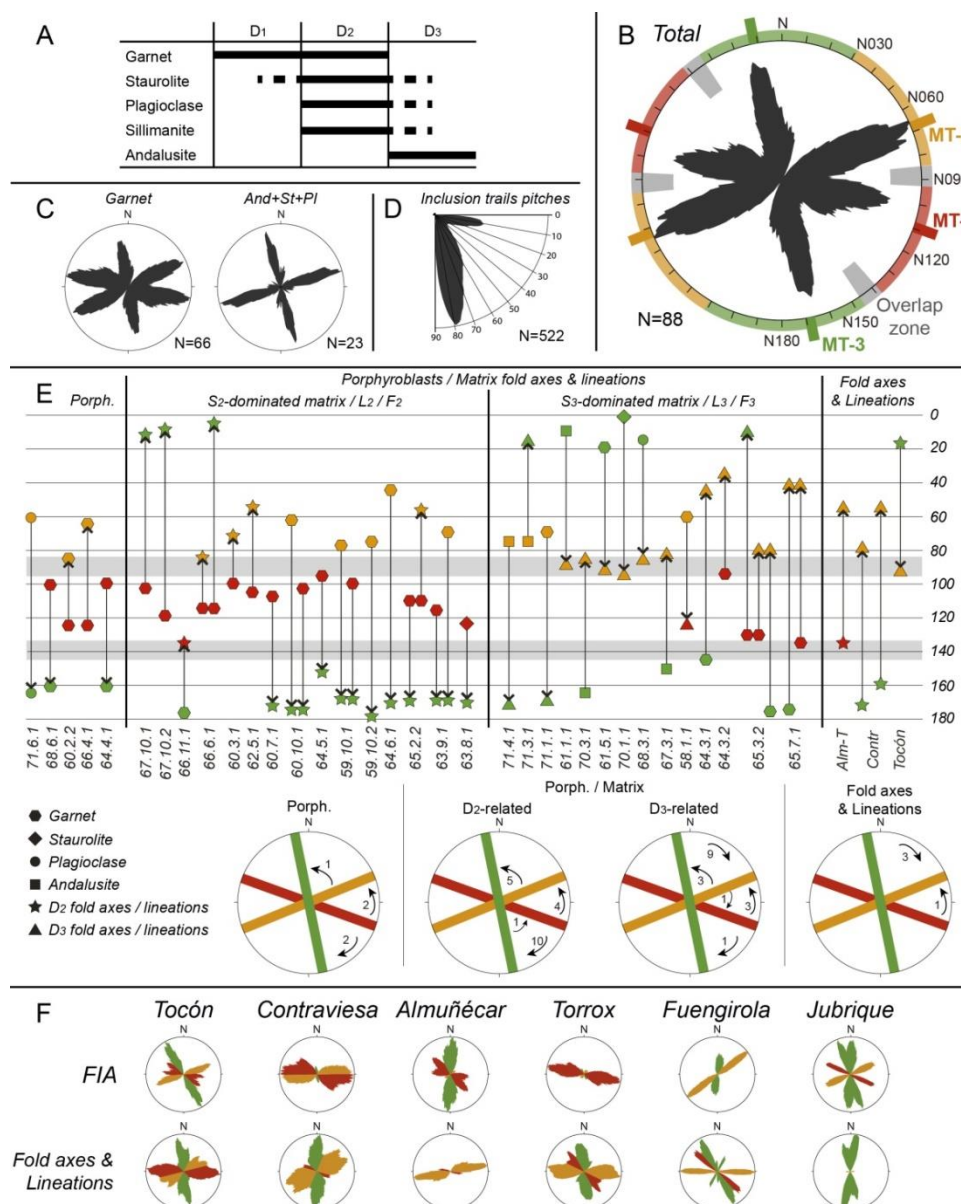 A
D1 D2 D3
Garnet
Staurolite
Plagioclase
Sillimanite
Andalusite
B Total
N
N030
N060
MT-
N09
MT-
N120
Overlap
zone
N150
N180
MT-3
N=88
C
Garnet
N
N=66
And+St+Pl
N
N=23
D Inclusion trails pitches
0
10
20
30
40
50
60
70
80
90
N=522
E
Porphyroblasts / Matrix fold axes & lineations
Porph.
S2-dominated matrix / L2 / F2
S3-dominated matrix / L3 / F3
Fold axes
& Lineations
0
20
40
60
80
100
120
140
160
180
71.6.1
68.6.1
60.2.2
66.4.1
64.4.1
67.10.1
67.10.2
66.11.1
66.6.1
60.3.1
62.5.1
60.7.1
60.10.1
64.5.1
59.10.1
59.10.2
64.6.1
65.2.2
63.9.1
63.8.1
71.4.1
71.3.1
71.1.1
61.1.1
70.3.1
61.5.1
70.1.1
68.3.1
67.3.1
58.1.1
64.3.1
64.3.2
65.3.2
65.7.1
Alm-T
Contr
Tocón
Garnet
Staurolite
Plagioclase
Andalusite
D2 fold axes / lineations
D3 fold axes / lineations
Porph.
N
1
2
2
Porph. / Matrix
D2-related
N
5
4
1
10
D3-related
N
9
3
1
3
1
Fold axes
& Lineations
N
3
1
F
Tocón Contraviesa Almuñécar Torrox Fuengirola Jubrique
FIA
N N N N N N
Fold axes &
Lineations
N N N N N N